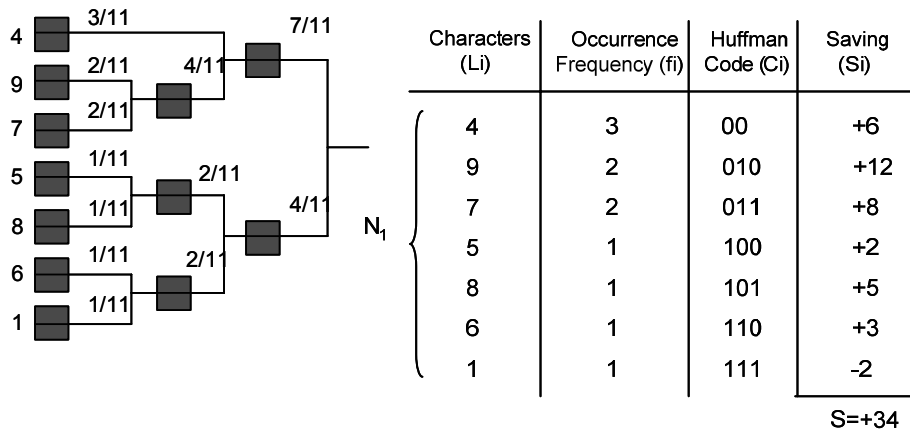 4 3/11
7/11
9 2/11
4/11
7 2/11
5 1/11
2/11
8 1/11
4/11
6 1/11
2/11
1 1/11
N1
Characters (Li) Occurrence Frequency (fi) Huffman Code (Ci) Saving (Si)
4 3 00 +6
9 2 010 +12
7 2 011 +8
5 1 100 +2
8 1 101 +5
6 1 110 +3
1 1 111 -2
S=+34